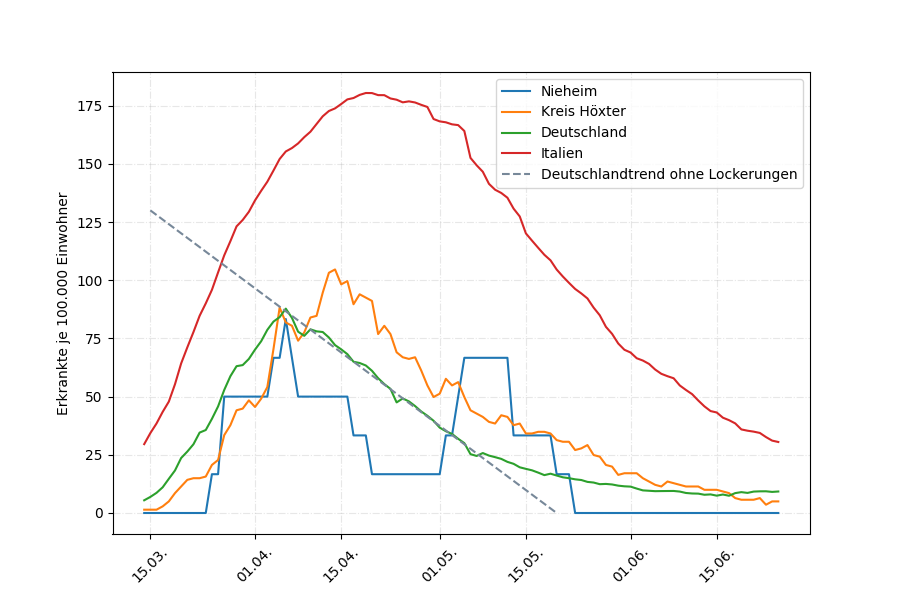 Erkrankte je 100.000 Einwohner
175
150
125
100
75
50
25
0
15.03.
01.04.
15.04.
01.05.
15.05.
01.06.
15.06.
Nieheim
Kreis Höxter
Deutschland
Italien
Deutschlandtrend ohne Lockerungen